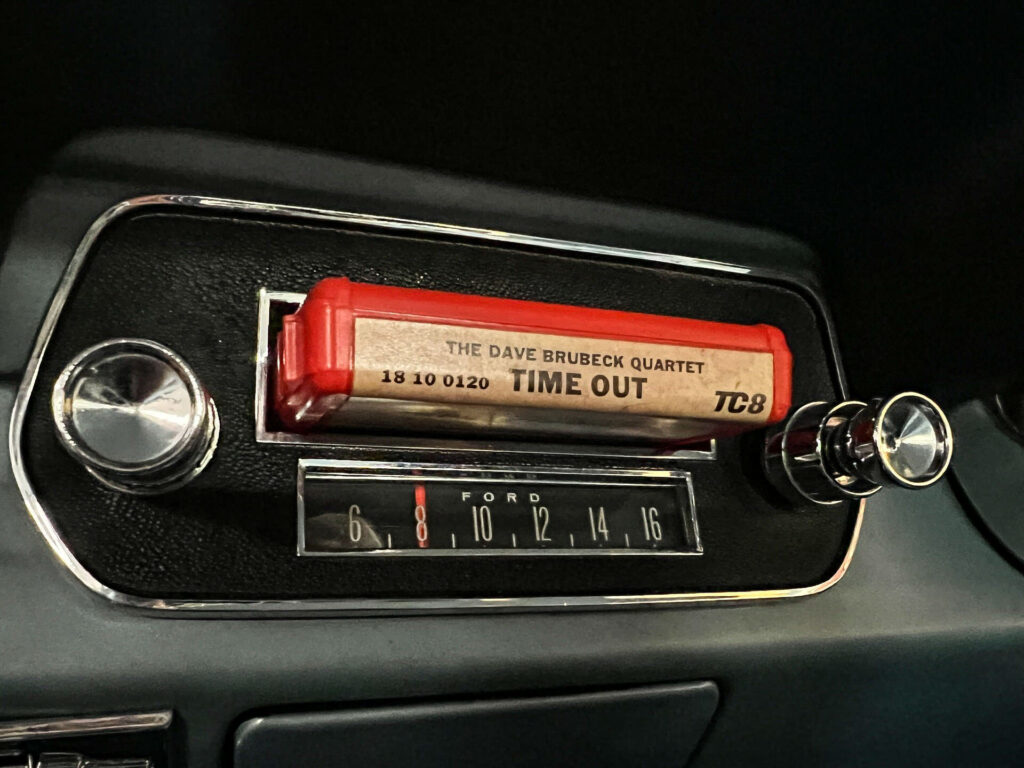 THE DAVE BRUBECK QUARTET
18 10 0120 TIME OUT
TC8
FORD
6 8 10 12 14 16